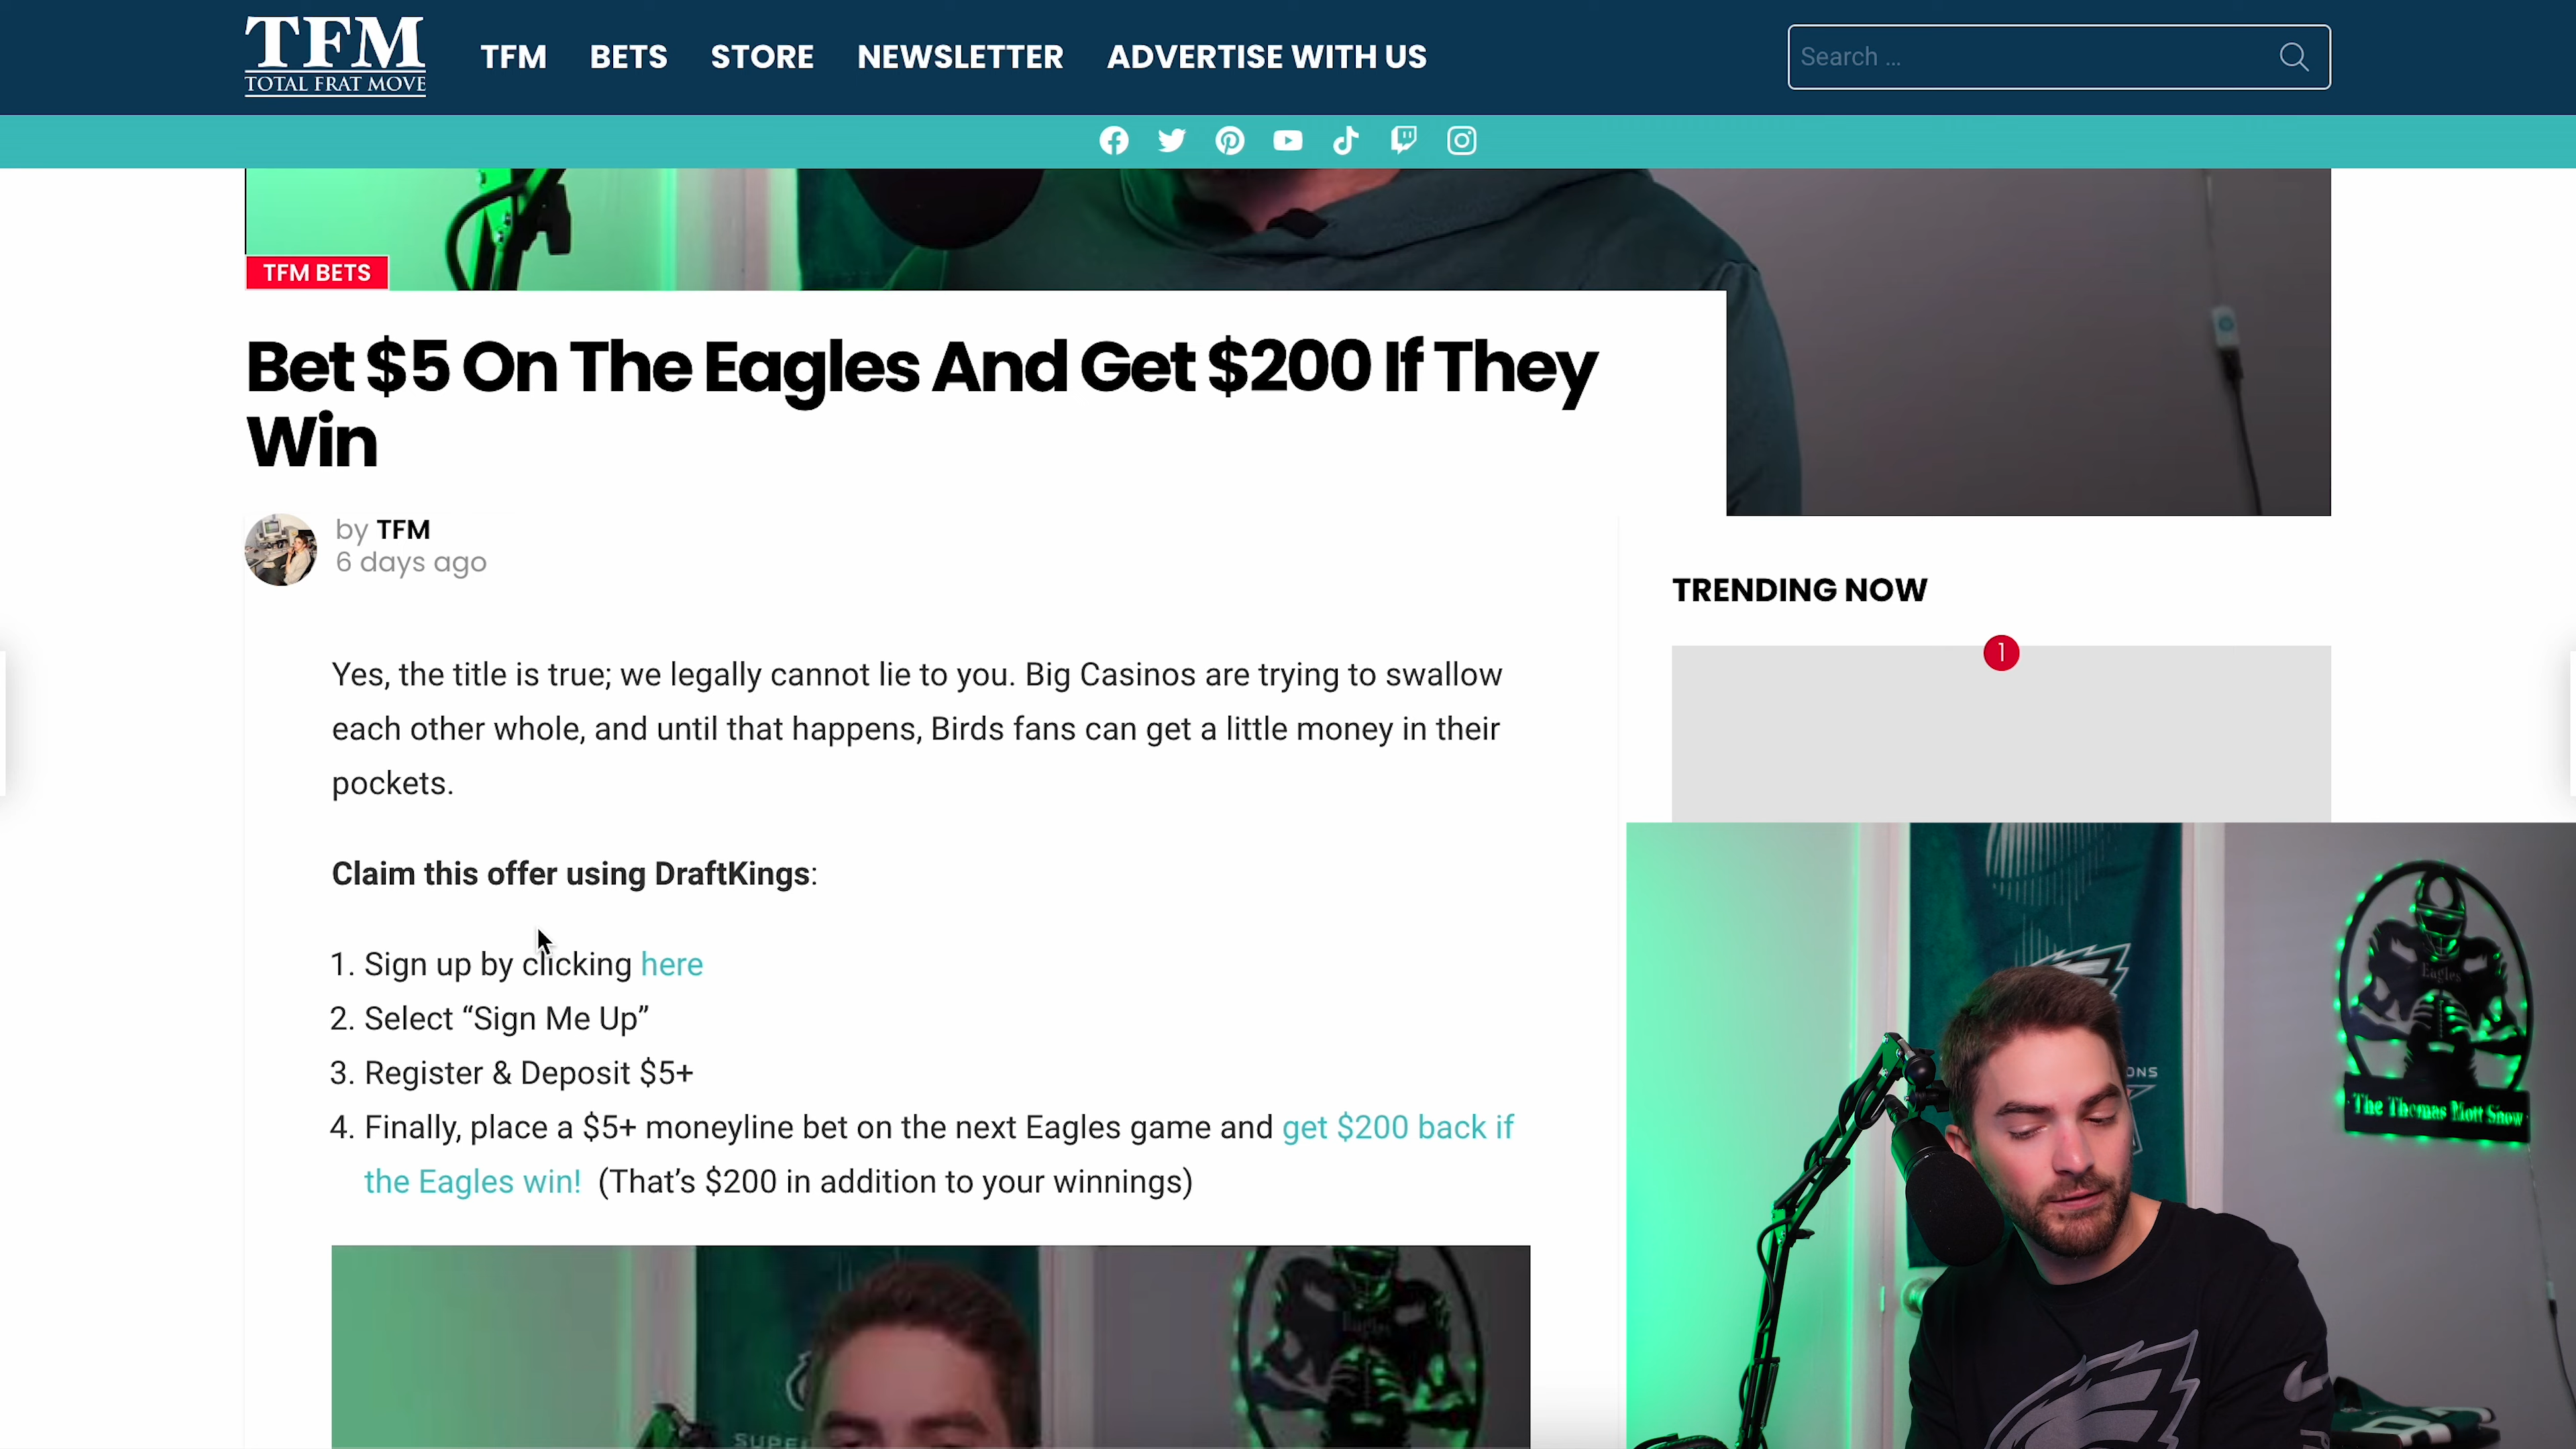 TFM
TOTAL FRAT MOVE
TFM BETS STORE NEWSLETTER ADVERTISE WITH US
Search ...
TFM BETS
Bet $5 On The Eagles And Get $200 If They
Win
by TFM
6 days ago
TRENDING NOW
1
Yes, the title is true; we legally cannot lie to you. Big Casinos are trying to swallow
each other whole, and until that happens, Birds fans can get a little money in their
pockets.
Claim this offer using DraftKings:
1. Sign up by clicking here
2. Select “Sign Me Up”
3. Register & Deposit $5+
4. Finally, place a $5+ moneyline bet on the next Eagles game and get $200 back if
the Eagles win! (That’s $200 in addition to your winnings)
Eagles
ONS
The Thomas Mott Show
Eagles
SUPE